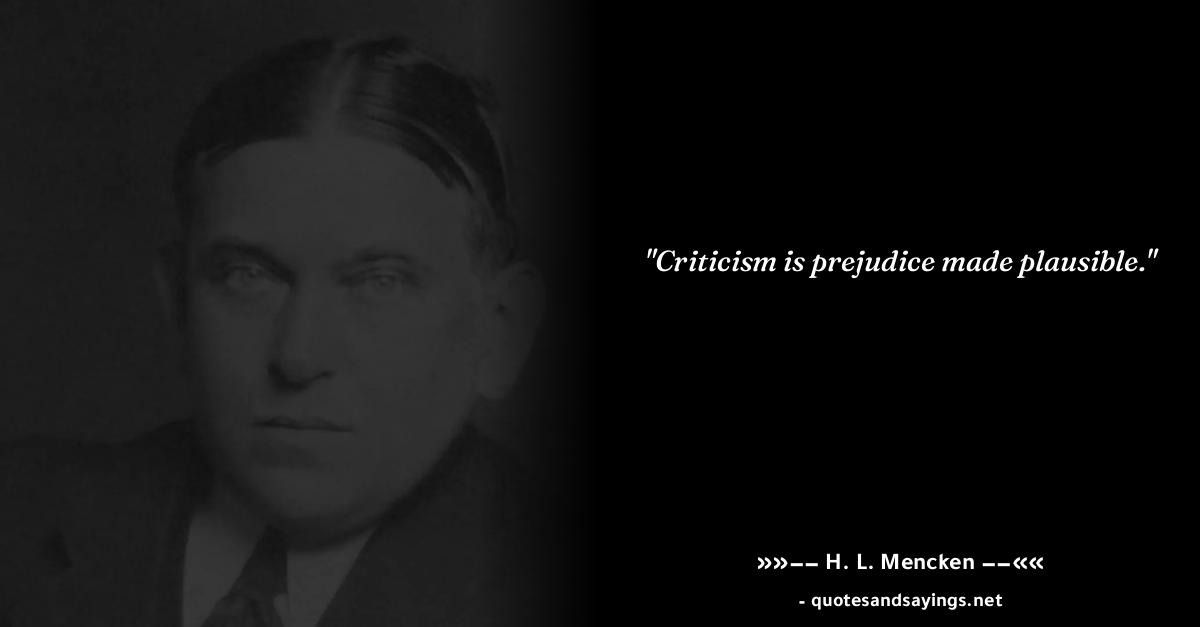 "Criticism is prejudice made plausible."
»»–– H. L. Mencken ––««
- quotesandsayings.net